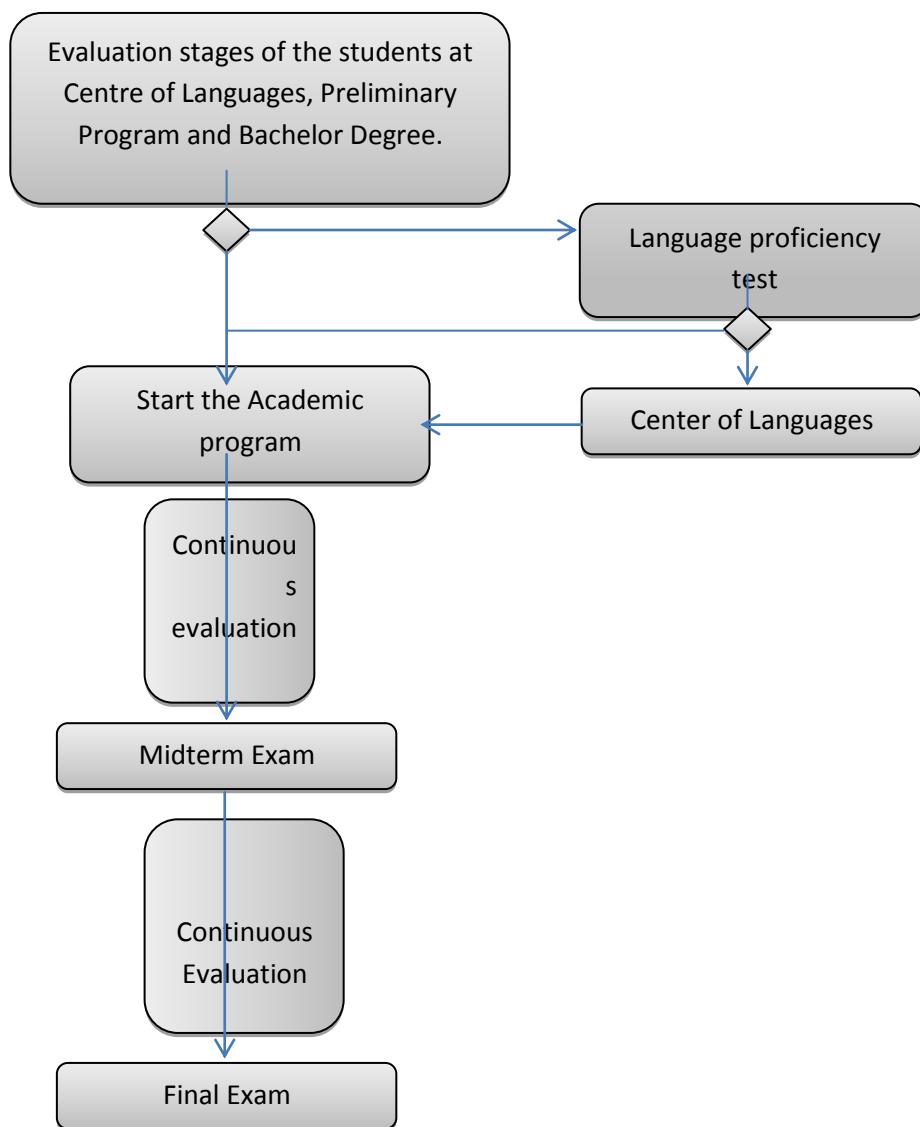 Evaluation stages of the students at
Centre of Languages, Preliminary
Program and Bachelor Degree.
Language proficiency
test
Start the Academic
program
Center of Languages
Continuou
s
evaluation
Midterm Exam
Continuous
Evaluation
Final Exam